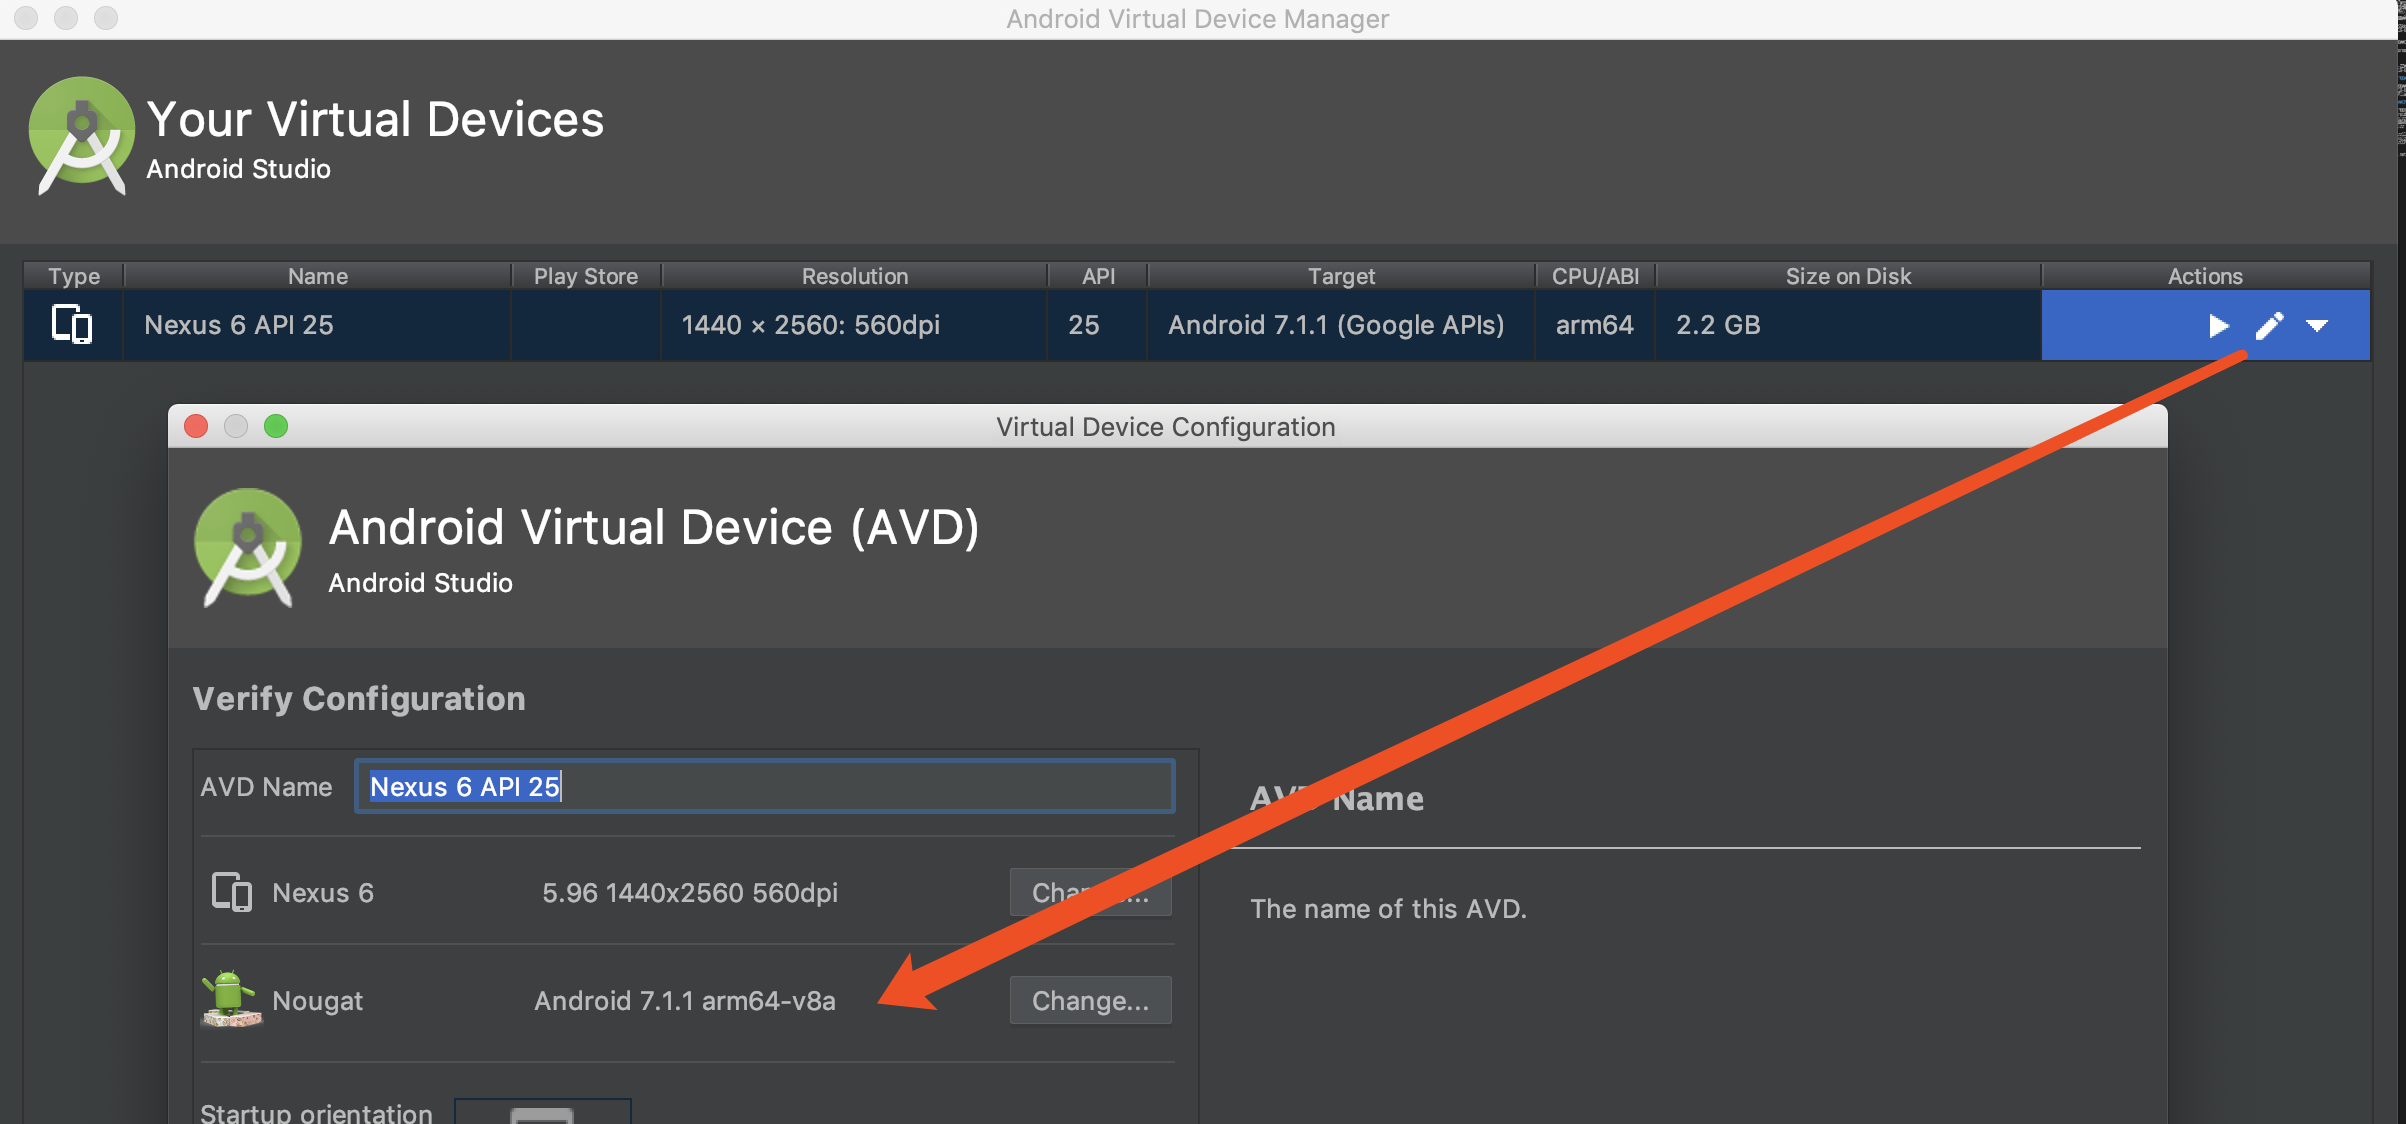 Android Virtual Device Manager
Your Virtual Devices
Android Studio
Type Name Play Store Resolution API Target CPU/ABI Size on Disk Actions
Nexus 6 API 25 1440 × 2560: 560dpi 25 Android 7.1.1 (Google APIs) arm64 2.2 GB
Virtual Device Configuration
Android Virtual Device (AVD)
Android Studio
Verify Configuration
AVD Name Nexus 6 API 25
AVD Name
Nexus 6 5.96 1440x2560 560dpi
The name of this AVD.
Nougat Android 7.1.1 arm64-v8a Change...
Startup orientation